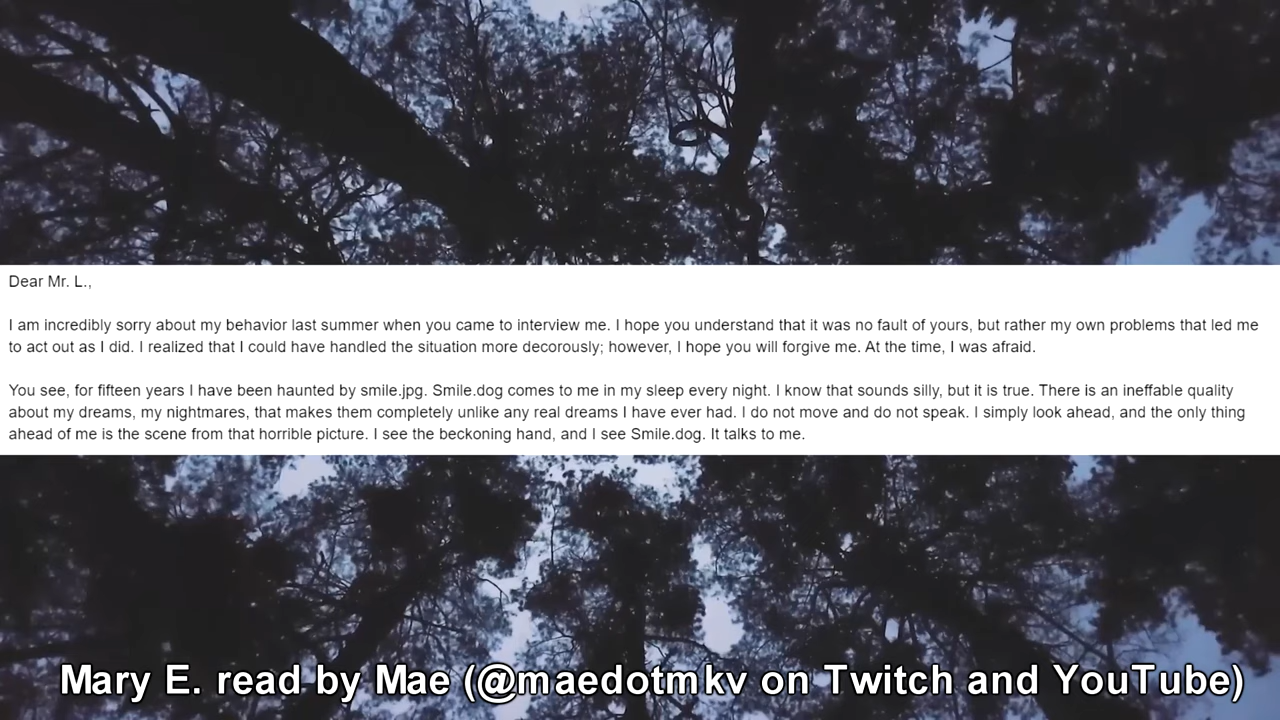 Dear Mr. L.,
I am incredibly sorry about my behavior last summer when you came to interview me. I hope you understand that it was no fault of yours, but rather my own problems that led me
to act out as I did. I realized that I could have handled the situation more decorously; however, I hope you will forgive me. At the time, I was afraid.
You see, for fifteen years I have been haunted by smile.jpg. Smile.dog comes to me in my sleep every night. I know that sounds silly, but it is true. There is an ineffable quality
about my dreams, my nightmares, that makes them completely unlike any real dreams I have ever had. I do not move and do not speak. I simply look ahead, and the only thing
ahead of me is the scene from that horrible picture. I see the beckoning hand, and I see Smile.dog. It talks to me.
Mary E. read by Mae (@maedotmkv on Twitch and YouTube)